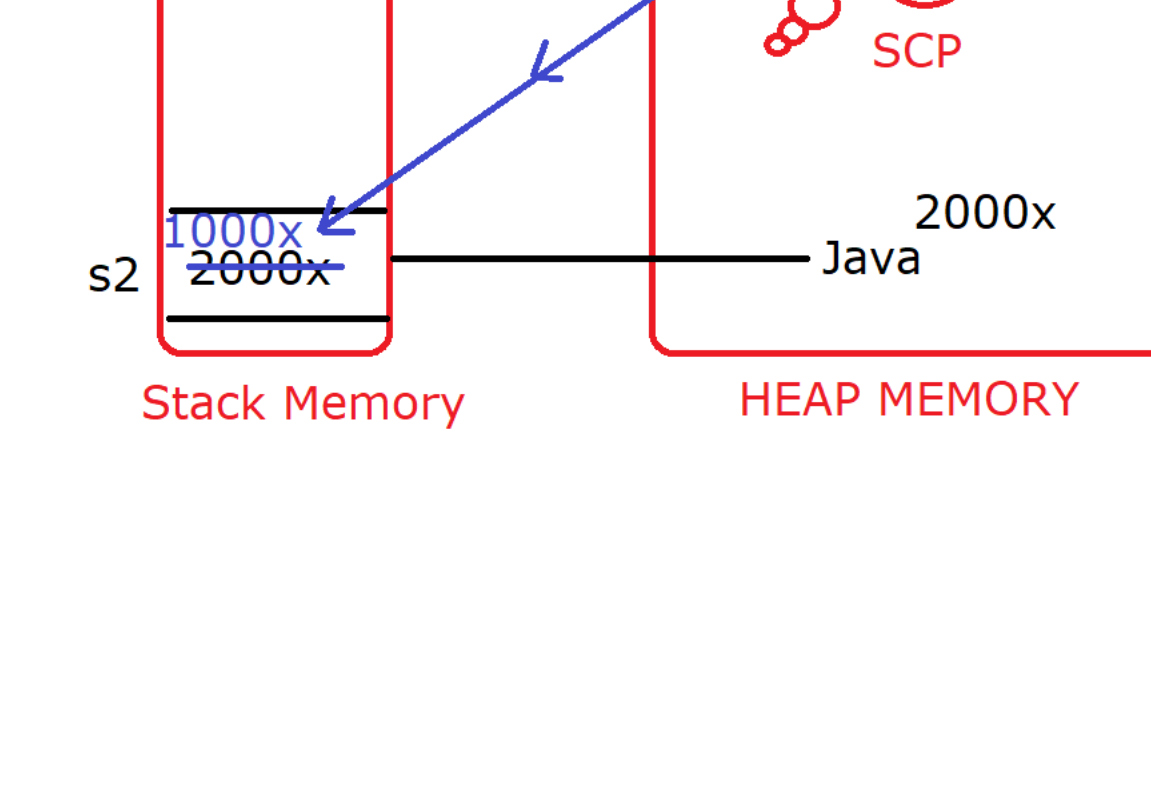 SCP
2000x
1000x
Java
s2
2000x
Stack Memory
HEAP MEMORY